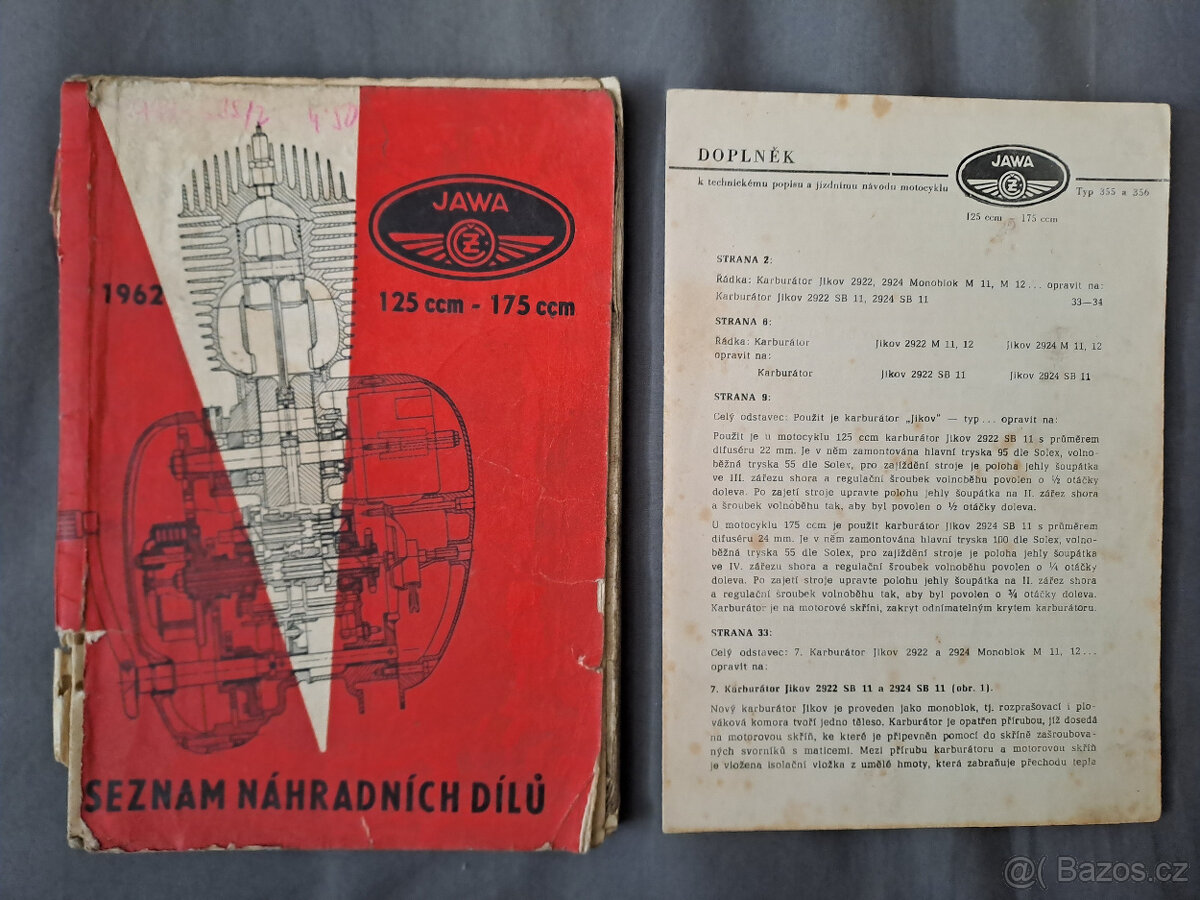 4.50
JAWA
ČZ
1962
125 ccm - 175 ccm
SEZNAM NÁHRADNÍCH DÍLŮ
DOPLNĚK
k technickému popisu a jízdnímu návodu motocyklu
JAWA
ČZ
Typ 355 a 356
125 ccm - 175 ccm
STRANA 2:
Řádka: Karburátor Jikov 2922, 2924 Monoblok M 11, M 12... opravit na:
Karburátor Jikov 2922 SB 11, 2924 SB 11 33—34
STRANA 8:
Řádka: Karburátor Jikov 2922 M 11, 12 Jikov 2924 M 11, 12
opravit na:
Karburátor Jikov 2922 SB 11 Jikov 2924 SB 11
STRANA 9:
Celý odstavec: Použit je karburátor „Jikov" — typ... opravit na:
Použit je u motocyklu 125 ccm karburátor Jikov 2922 SB 11 s průměrem
difuséru 22 mm. Je v něm zamontována hlavní tryska 95 dle Solex, volno-
běžná tryska 55 dle Solex, pro zajíždění stroje je poloha jehly šoupátka
ve III. zářezu shora a regulační šroubek volnoběhu povolen o ½ otáčky
doleva. Po zajetí stroje upravte polohu jehly šoupátka na II. zářez shora
a šroubek volnoběhu tak, aby byl povolen o ½ otáčky doleva.
U motocyklu 175 ccm je použit karburátor Jikov 2924 SB 11 s průměrem
difuséru 24 mm. Je v něm zamontována hlavní tryska 100 dle Solex, volno-
běžná tryska 55 dle Solex, pro zajíždění stroje je poloha jehly šoupátka
ve IV. zářezu shora a regulační šroubek volnoběhu povolen o ¼ otáčky
doleva. Po zajetí stroje upravte polohu jehly šoupátka na II. zářez shora
a regulační šroubek volnoběhu tak, aby byl povolen o ¾ otáčky doleva.
Karburátor je na motorové skříni, zakryt odnímatelným krytem karburátoru.
STRANA 33:
Celý odstavec: 7. Karburátor Jikov 2922 a 2924 Monoblok M 11, 12...
opravit na:
7. Karburátor Jikov 2922 SB 11 a 2924 SB 11 (obr. 1).
Nový karburátor Jikov je proveden jako monoblok, tj. rozprašovací i plo-
váková komora tvoří jedno těleso. Karburátor je opatřen přírubou, jíž dosedá
na motorovou skříň, ke které je připevněn pomocí do skříně zašroubova-
ných svorníků s maticemi. Mezi přírubu karburátoru a motorovou skříň
je vložena isolační vložka z umělé hmoty, která zabraňuje přechodu tepla
@( Bazos.cz